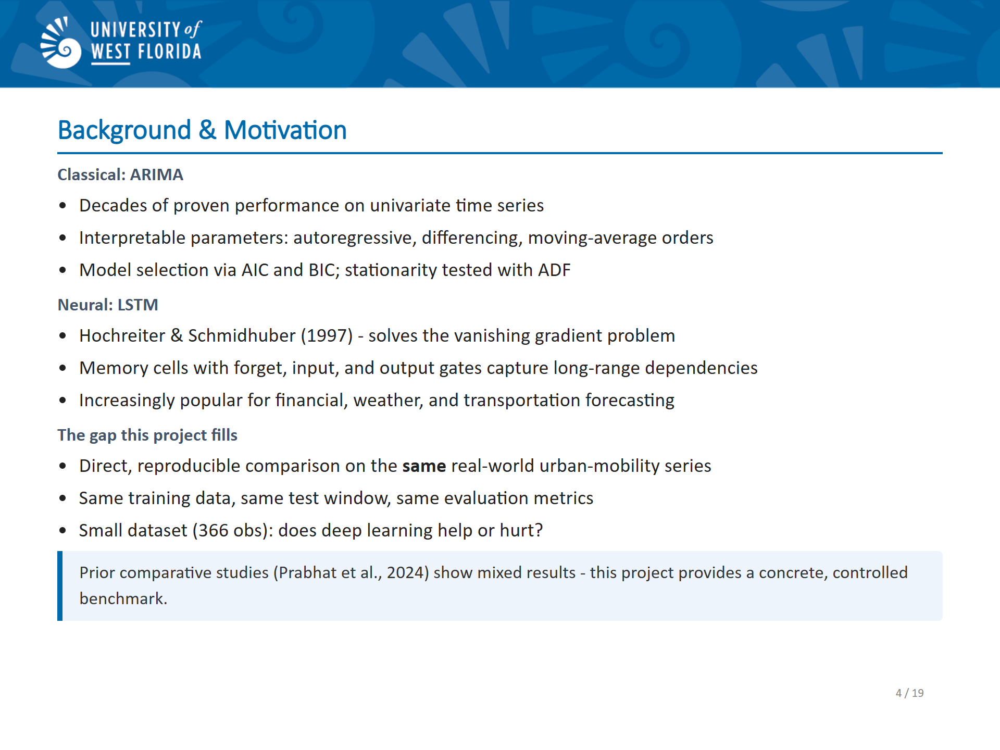 UNIVERSITY of
WEST FLORIDA
Background & Motivation
Classical: ARIMA
• Decades of proven performance on univariate time series
• Interpretable parameters: autoregressive, differencing, moving-average orders
• Model selection via AIC and BIC; stationarity tested with ADF
Neural: LSTM
• Hochreiter & Schmidhuber (1997) - solves the vanishing gradient problem
• Memory cells with forget, input, and output gates capture long-range dependencies
• Increasingly popular for financial, weather, and transportation forecasting
The gap this project fills
• Direct, reproducible comparison on the same real-world urban-mobility series
• Same training data, same test window, same evaluation metrics
• Small dataset (366 obs): does deep learning help or hurt?
Prior comparative studies (Prabhat et al., 2024) show mixed results - this project provides a concrete, controlled
benchmark.
4 / 19